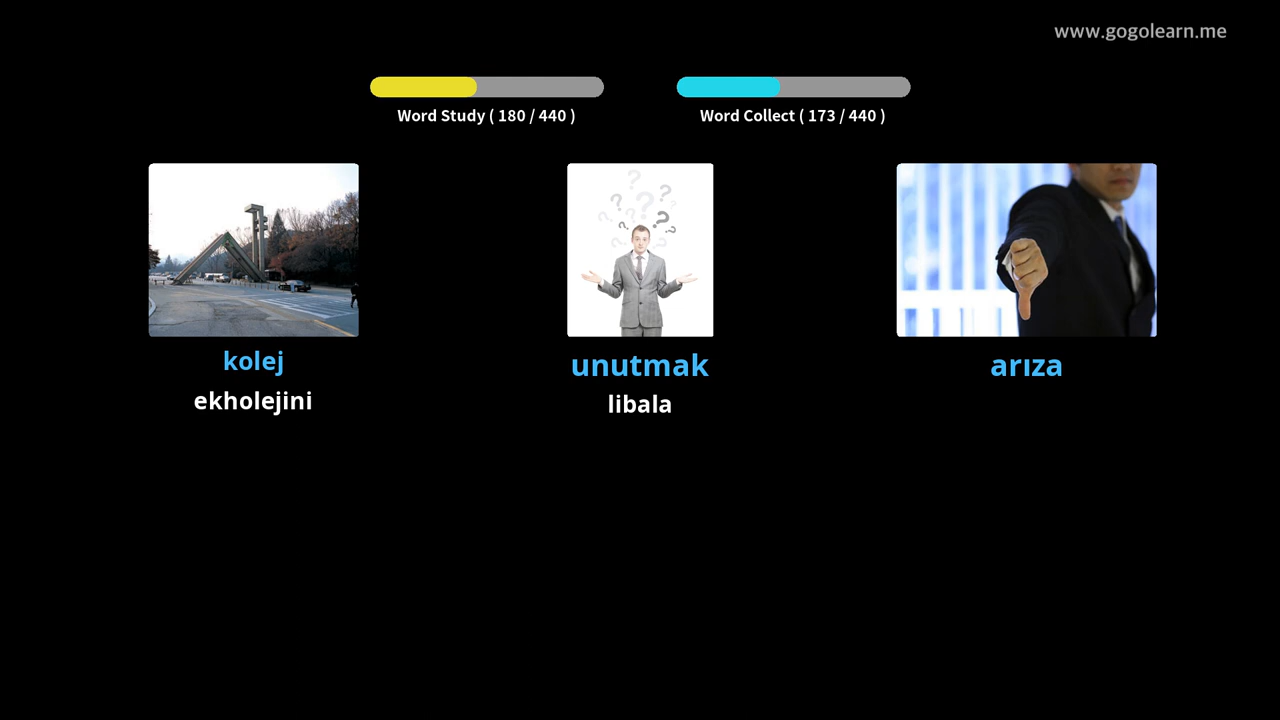 www.gogolearn.me
Word Study ( 180 / 440 )
Word Collect ( 173 / 440 )
kolej
ekholejini
unutmak
libala
arıza